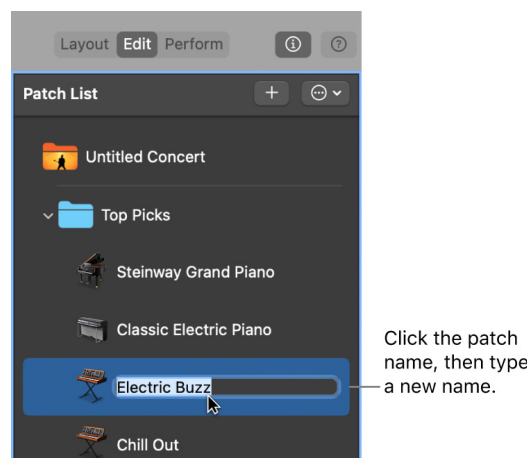 Layout Edit Perform
Patch List
Untitled Concert
Top Picks
Steinway Grand Piano
Classic Electric Piano
Electric Buzz
Chill Out
Click the patch
name, then type
a new name.